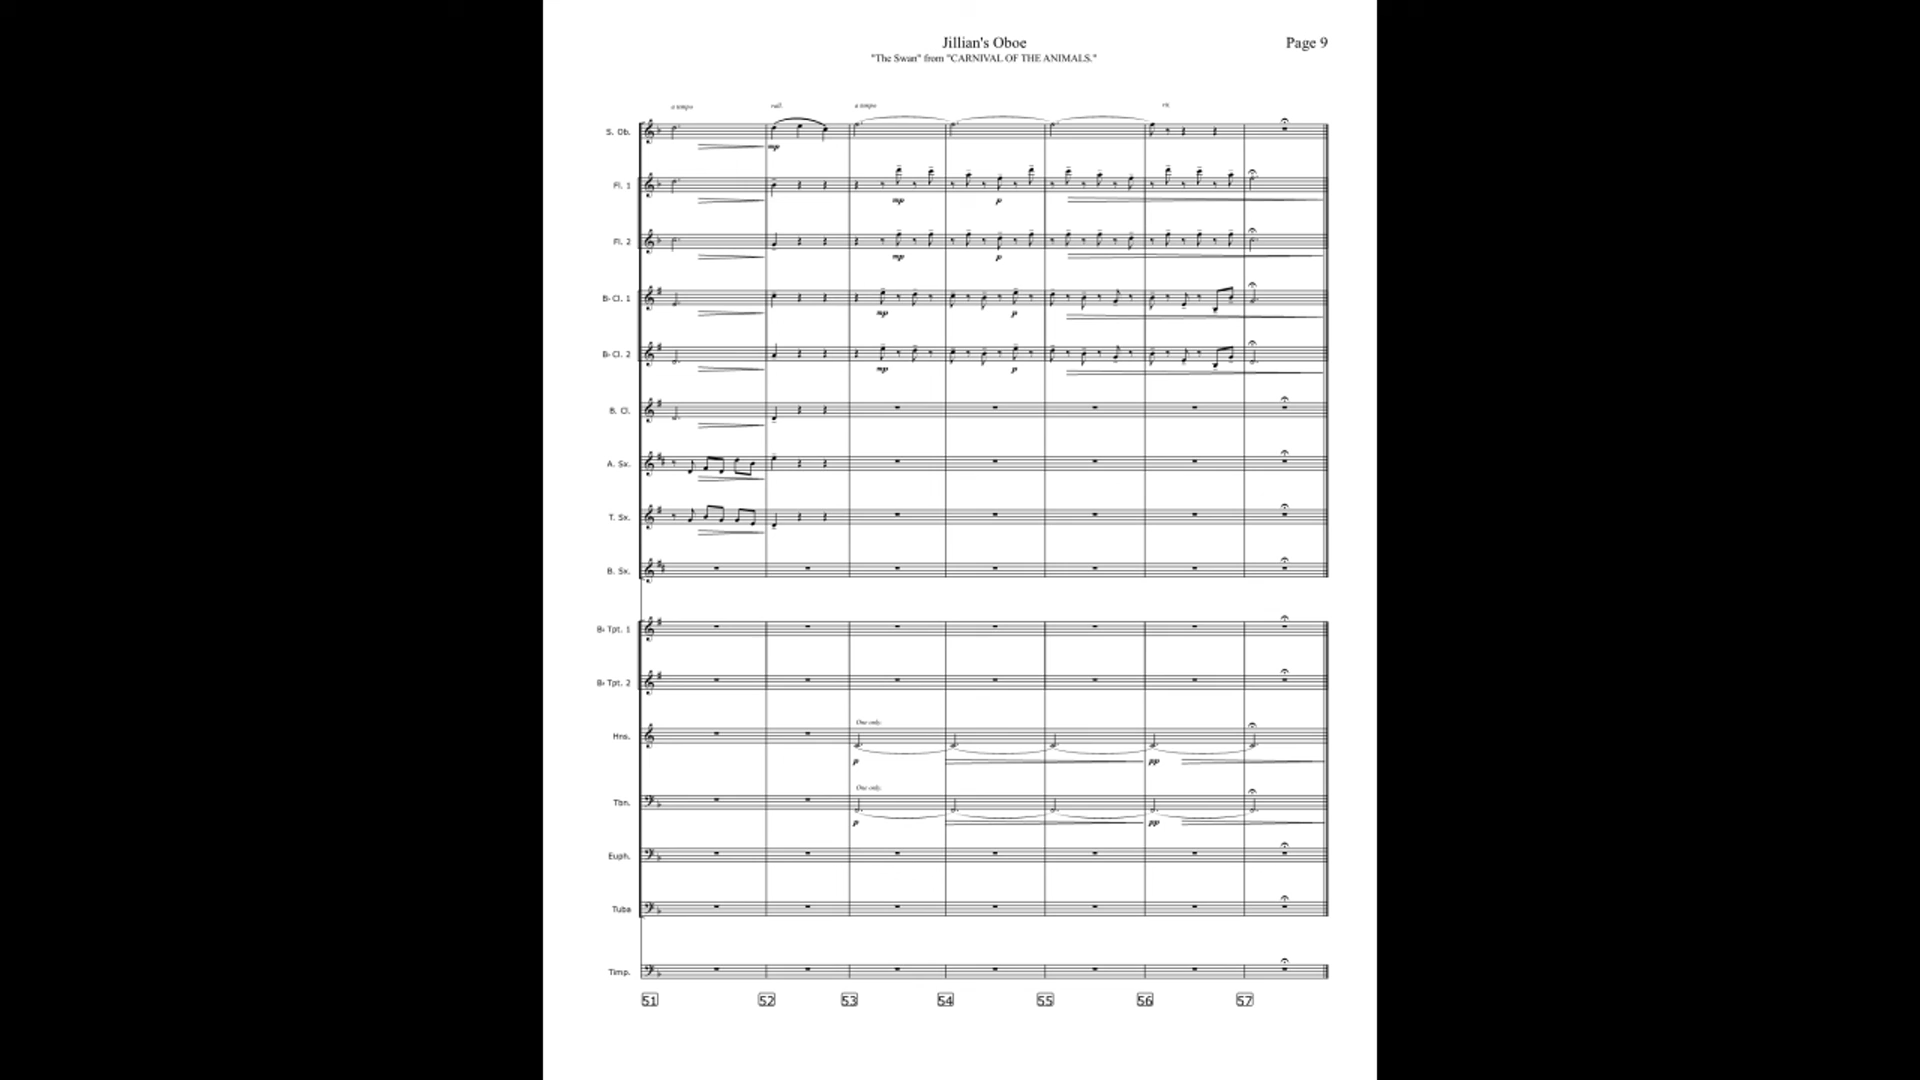 Jillian's Oboe
Page 9
"The Swan" from "CARNIVAL OF THE ANIMALS."
a tempo rall. a tempo rit.
S. Ob.
mp
Fl. 1
mp p
Fl. 2
mp p
B♭ Cl. 1
mp p
B♭ Cl. 2
mp p
B. Cl.
A. Sx.
T. Sx.
B. Sx.
B♭ Tpt. 1
B♭ Tpt. 2
One only.
Hns.
p pp
One only.
Tbn.
p pp
Euph.
Tuba
Timp.
51 52 53 54 55 56 57